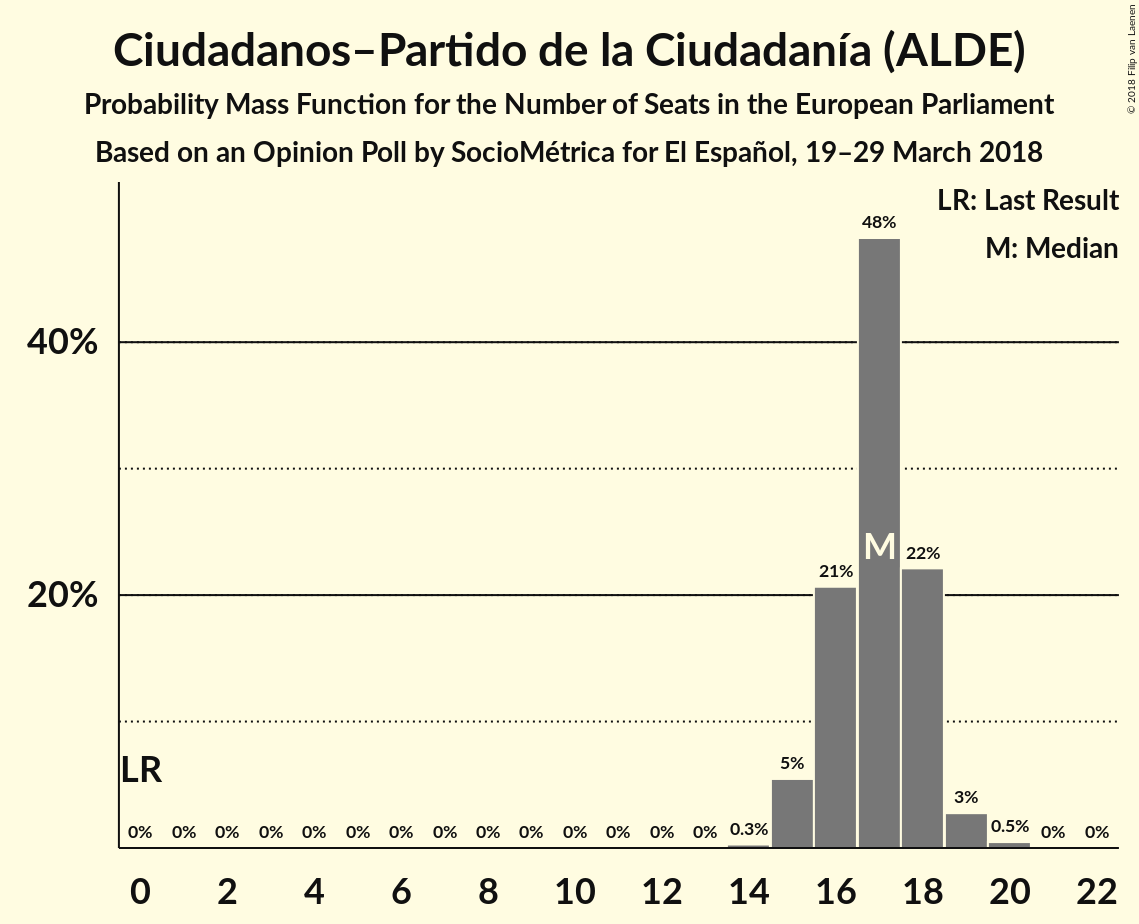 Ciudadanos–Partido de la Ciudadanía (ALDE)
Probability Mass Function for the Number of Seats in the European Parliament
Based on an Opinion Poll by SocioMétrica for El Español, 19–29 March 2018
© 2018 Filip van Laenen
LR: Last Result
M: Median
48%
40%
M
22%
21%
20%
LR
5%
3%
0% 0% 0% 0% 0% 0% 0% 0% 0% 0% 0% 0% 0% 0% 0.3% 0.5% 0% 0%
0 2 4 6 8 10 12 14 16 18 20 22